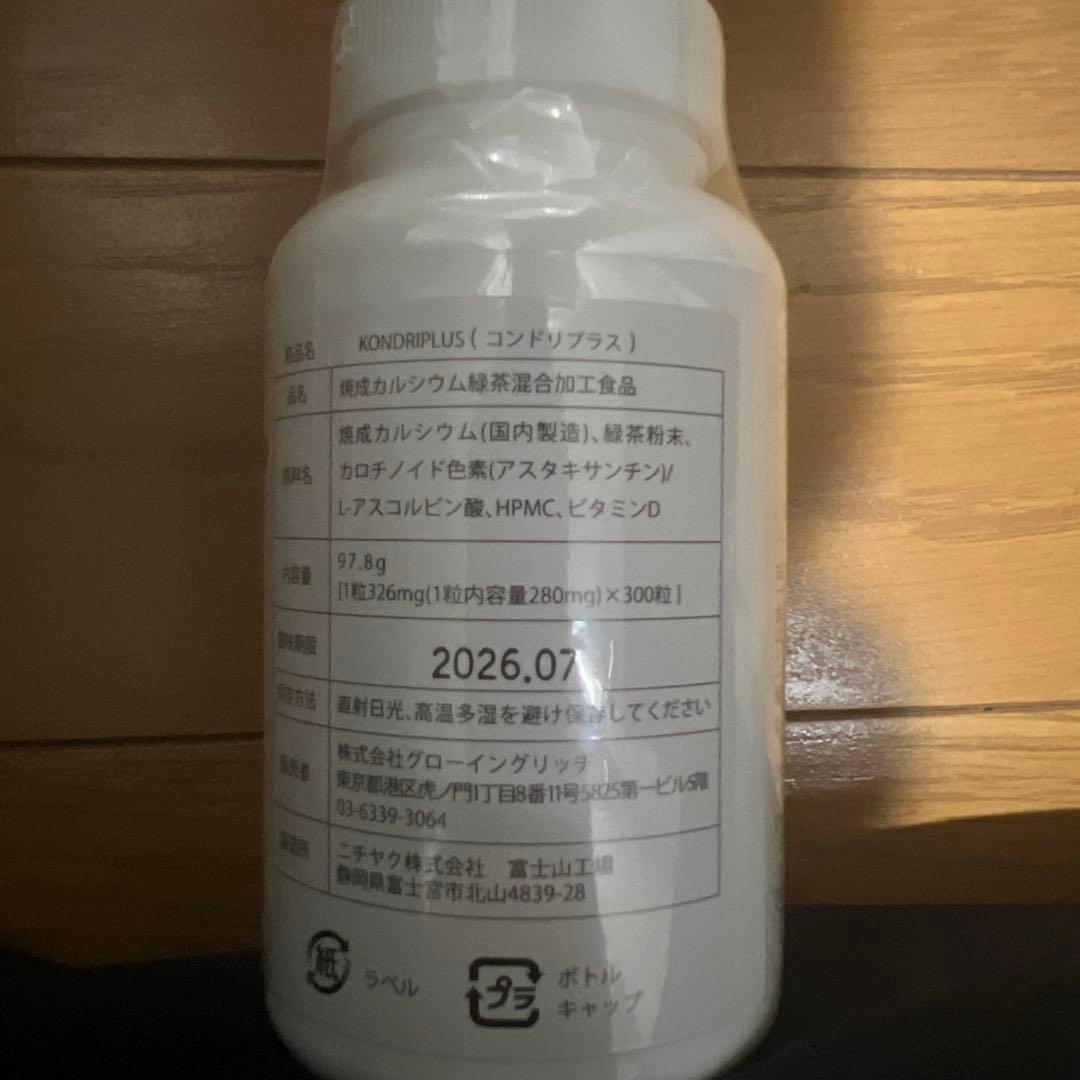 商品名 KONDRIPLUS ( コンドリプラス )
品名 焼成カルシウム緑茶混合加工食品
原料名 焼成カルシウム(国内製造)、緑茶粉末、
カロチノイド色素(アスタキサンチン)/
L-アスコルビン酸、HPMC、ビタミンD
内容量 97.8g
[1粒326mg(1粒内容量280mg)×300粒]
賞味期限 2026.07
保存方法 直射日光、高温多湿を避け保存してください
販売者 株式会社グローイングリッチ
東京都港区虎ノ門1丁目8番11号5825第一ビル5階
03-6339-3064
製造所 ニチヤク株式会社 富士山工場
静岡県富士宮市北山4839-28
紙 ラベル
プラ ボトル
キャップ